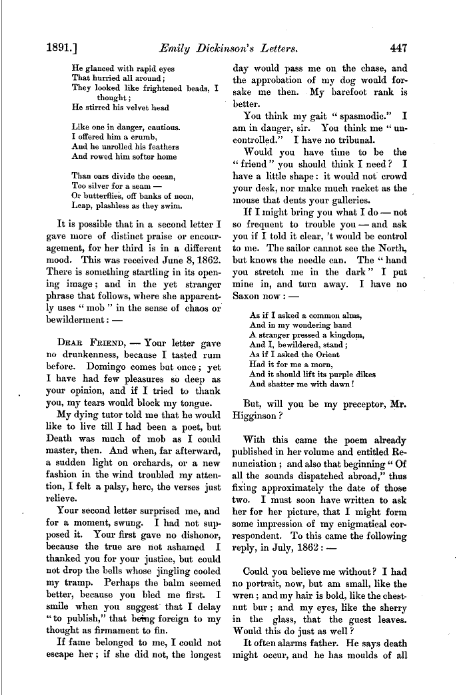 1891.] Emily Dickinson's Letters. 447
He glanced with rapid eyes
That hurried all around;
They looked like frightened beads, I
thought;
He stirred his velvet head
Like one in danger, cautious.
I offered him a crumb,
And he unrolled his feathers
And rowed him softer home
Than oars divide the ocean,
Too silver for a seam —
Or butterflies, off banks of noon,
Leap, plashless as they swim.
It is possible that in a second letter I
gave more of distinct praise or encour-
agement, for her third is in a different
mood. This was received June 8, 1862.
There is something startling in its open-
ing image; and in the yet stranger
phrase that follows, where she apparent-
ly uses "mob" in the sense of chaos or
bewilderment: —
DEAR FRIEND, — Your letter gave
no drunkenness, because I tasted rum
before. Domingo comes but once; yet
I have had few pleasures so deep as
your opinion, and if I tried to thank
you, my tears would block my tongue.
My dying tutor told me that he would
like to live till I had been a poet, but
Death was much of mob as I could
master, then. And when, far afterward,
a sudden light on orchards, or a new
fashion in the wind troubled my atten-
tion, I felt a palsy, here, the verses just
relieve.
Your second letter surprised me, and
for a moment, swung. I had not sup-
posed it. Your first gave no dishonor,
because the true are not ashamed I
thanked you for your justice, but could
not drop the bells whose jingling cooled
my tramp. Perhaps the balm seemed
better, because you bled me first. I
smile when you suggest that I delay
"to publish," that being foreign to my
thought as firmament to fin.
If fame belonged to me, I could not
escape her; if she did not, the longest
day would pass me on the chase, and
the approbation of my dog would for-
sake me then. My barefoot rank is
better.
You think my gait "spasmodic." I
am in danger, sir. You think me "un-
controlled." I have no tribunal.
Would you have time to be the
"friend" you should think I need? I
have a little shape: it would not crowd
your desk, nor make much racket as the
mouse that dents your galleries.
If I might bring you what I do — not
so frequent to trouble you — and ask
you if I told it clear, 't would be control
to me. The sailor cannot see the North,
but knows the needle can. The "hand
you stretch me in the dark" I put
mine in, and turn away. I have no
Saxon now: —
As if I asked a common alms,
And in my wondering hand
A stranger pressed a kingdom,
And I, bewildered, stand;
As if I asked the Orient
Had it for me a morn,
And it should lift its purple dikes
And shatter me with dawn!
But, will you be my preceptor, Mr.
Higginson?
With this came the poem already
published in her volume and entitled Re-
nunciation; and also that beginning "Of
all the sounds dispatched abroad," thus
fixing approximately the date of those
two. I must soon have written to ask
her for her picture, that I might form
some impression of my enigmatical cor-
respondent. To this came the following
reply, in July, 1862: —
Could you believe me without? I had
no portrait, now, but am small, like the
wren; and my hair is bold, like the chest-
nut bur; and my eyes, like the sherry
in the glass, that the guest leaves.
Would this do just as well?
It often alarms father. He says death
might occur, and he has moulds of all